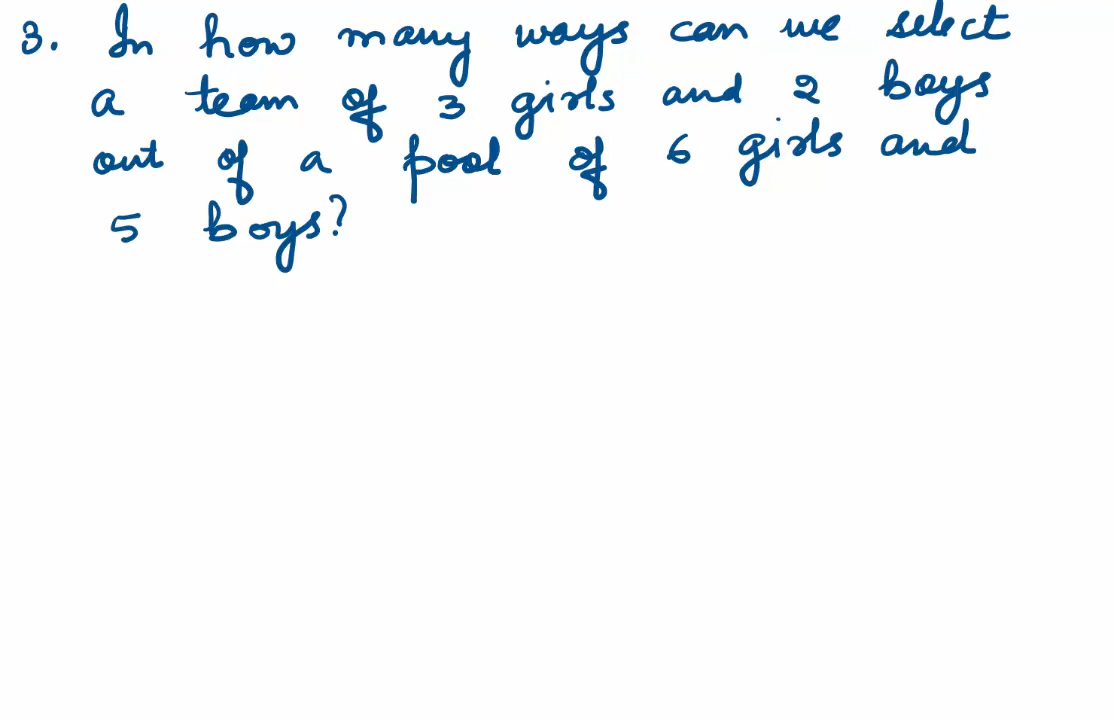 3. In how many ways can we select
a team of 3 girls and 2 boys
out of a pool of 6 girls and
5 boys?